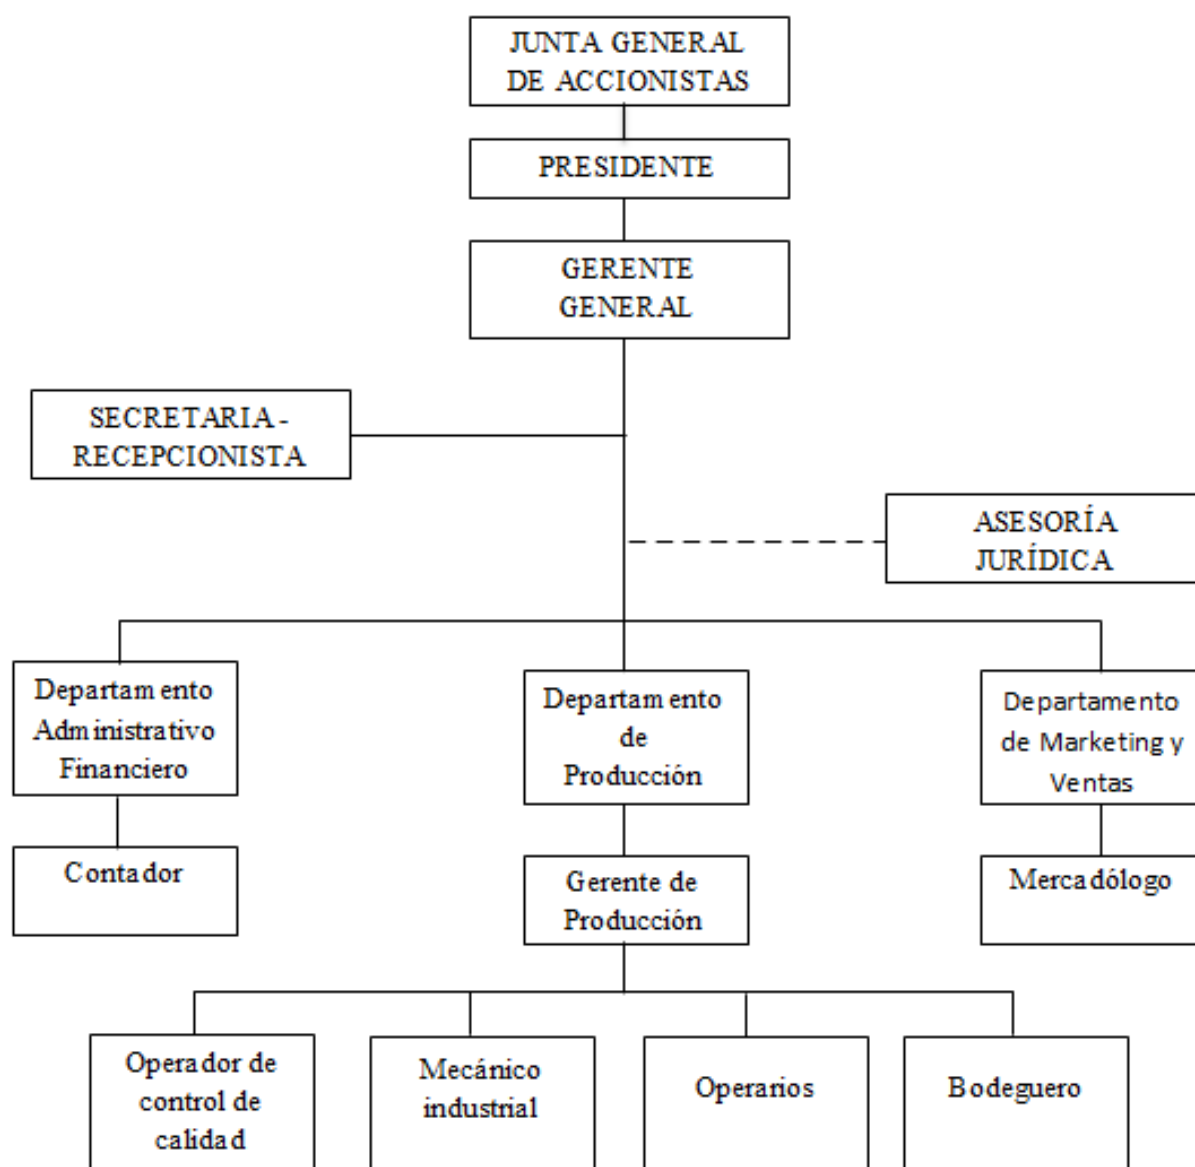 JUNTA GENERAL
DE ACCIONISTAS
PRESIDENTE
GERENTE
GENERAL
SECRETARIA -
RECEPCIONISTA
ASESORÍA
JURÍDICA
Departamento
Administrativo
Financiero
Departamento
de
Producción
Departamento
de Marketing y
Ventas
Contador
Gerente de
Producción
Mercadólogo
Operador de
control de
calidad
Mecánico
industrial
Operarios
Bodeguero